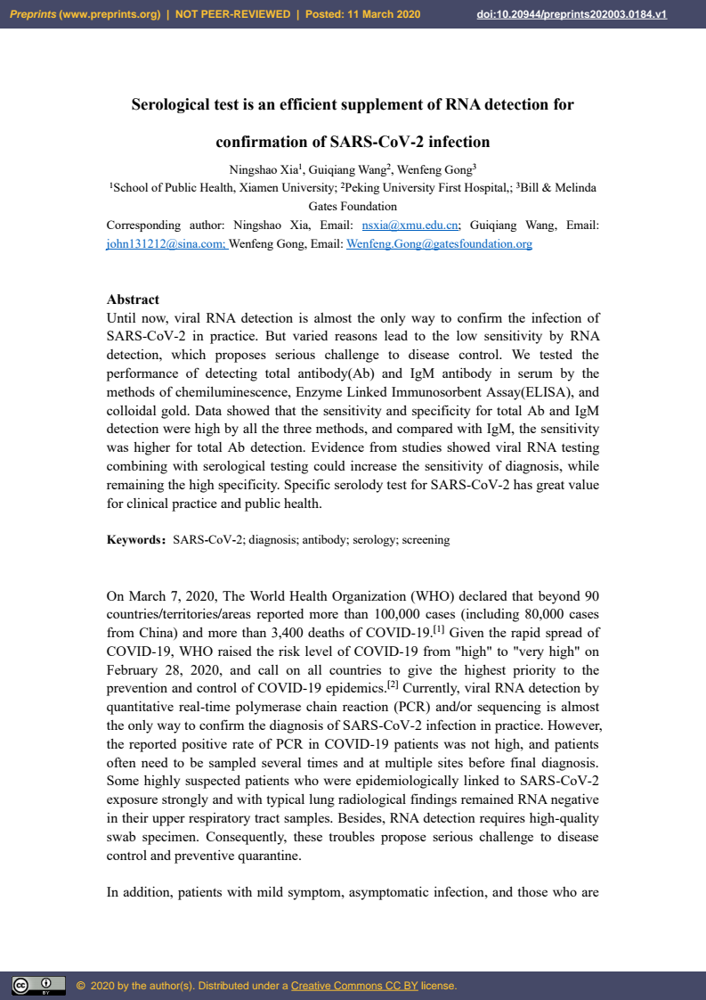 Preprints (www.preprints.org) | NOT PEER-REVIEWED | Posted: 11 March 2020
doi:10.20944/preprints202003.0184.v1
Serological test is an efficient supplement of RNA detection for
confirmation of SARS-CoV-2 infection
Ningshao Xia1, Guiqiang Wang2, Wenfeng Gong3
1School of Public Health, Xiamen University; 2Peking University First Hospital,; 3Bill & Melinda
Gates Foundation
Corresponding author: Ningshao Xia, Email: nsxia@xmu.edu.cn; Guiqiang Wang, Email:
john131212@sina.com; Wenfeng Gong, Email: Wenfeng.Gong@gatesfoundation.org
Abstract
Until now, viral RNA detection is almost the only way to confirm the infection of
SARS-CoV-2 in practice. But varied reasons lead to the low sensitivity by RNA
detection, which proposes serious challenge to disease control. We tested the
performance of detecting total antibody(Ab) and IgM antibody in serum by the
methods of chemiluminescence, Enzyme Linked Immunosorbent Assay(ELISA), and
colloidal gold. Data showed that the sensitivity and specificity for total Ab and IgM
detection were high by all the three methods, and compared with IgM, the sensitivity
was higher for total Ab detection. Evidence from studies showed viral RNA testing
combining with serological testing could increase the sensitivity of diagnosis, while
remaining the high specificity. Specific serolody test for SARS-CoV-2 has great value
for clinical practice and public health.
Keywords：SARS-CoV-2; diagnosis; antibody; serology; screening
On March 7, 2020, The World Health Organization (WHO) declared that beyond 90
countries/territories/areas reported more than 100,000 cases (including 80,000 cases
from China) and more than 3,400 deaths of COVID-19.[1] Given the rapid spread of
COVID-19, WHO raised the risk level of COVID-19 from "high" to "very high" on
February 28, 2020, and call on all countries to give the highest priority to the
prevention and control of COVID-19 epidemics.[2] Currently, viral RNA detection by
quantitative real-time polymerase chain reaction (PCR) and/or sequencing is almost
the only way to confirm the diagnosis of SARS-CoV-2 infection in practice. However,
the reported positive rate of PCR in COVID-19 patients was not high, and patients
often need to be sampled several times and at multiple sites before final diagnosis.
Some highly suspected patients who were epidemiologically linked to SARS-CoV-2
exposure strongly and with typical lung radiological findings remained RNA negative
in their upper respiratory tract samples. Besides, RNA detection requires high-quality
swab specimen. Consequently, these troubles propose serious challenge to disease
control and preventive quarantine.
In addition, patients with mild symptom, asymptomatic infection, and those who are
cc BY
© 2020 by the author(s). Distributed under a Creative Commons CC BY license.